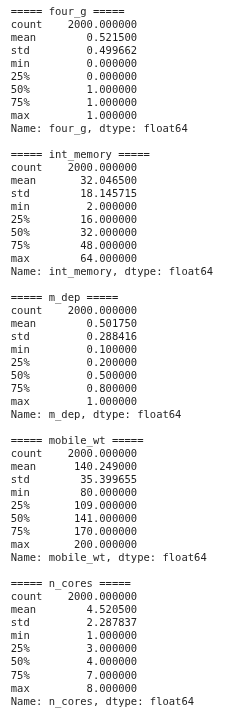 ===== four_g =====
count    2000.000000
mean        0.521500
std         0.499662
min         0.000000
25%         0.000000
50%         1.000000
75%         1.000000
max         1.000000
Name: four_g, dtype: float64

===== int_memory =====
count    2000.000000
mean       32.046500
std        18.145715
min         2.000000
25%        16.000000
50%        32.000000
75%        48.000000
max        64.000000
Name: int_memory, dtype: float64

===== m_dep =====
count    2000.000000
mean        0.501750
std         0.288416
min         0.100000
25%         0.200000
50%         0.500000
75%         0.800000
max         1.000000
Name: m_dep, dtype: float64

===== mobile_wt =====
count    2000.000000
mean      140.249000
std        35.399655
min        80.000000
25%       109.000000
50%       141.000000
75%       170.000000
max       200.000000
Name: mobile_wt, dtype: float64

===== n_cores =====
count    2000.000000
mean        4.520500
std         2.287837
min         1.000000
25%         3.000000
50%         4.000000
75%         7.000000
max         8.000000
Name: n_cores, dtype: float64